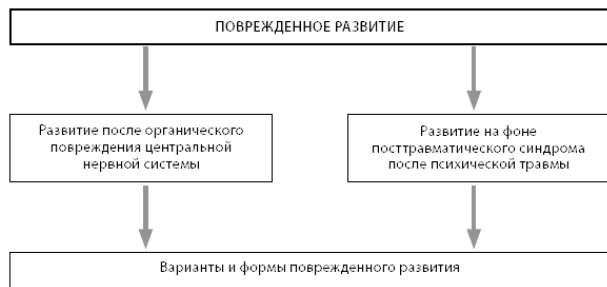 ПОВРЕЖДЕННОЕ РАЗВИТИЕ
Развитие после органического
повреждения центральной
нервной системы
Развитие на фоне
посттравматического синдрома
после психической травмы
Варианты и формы поврежденного развития